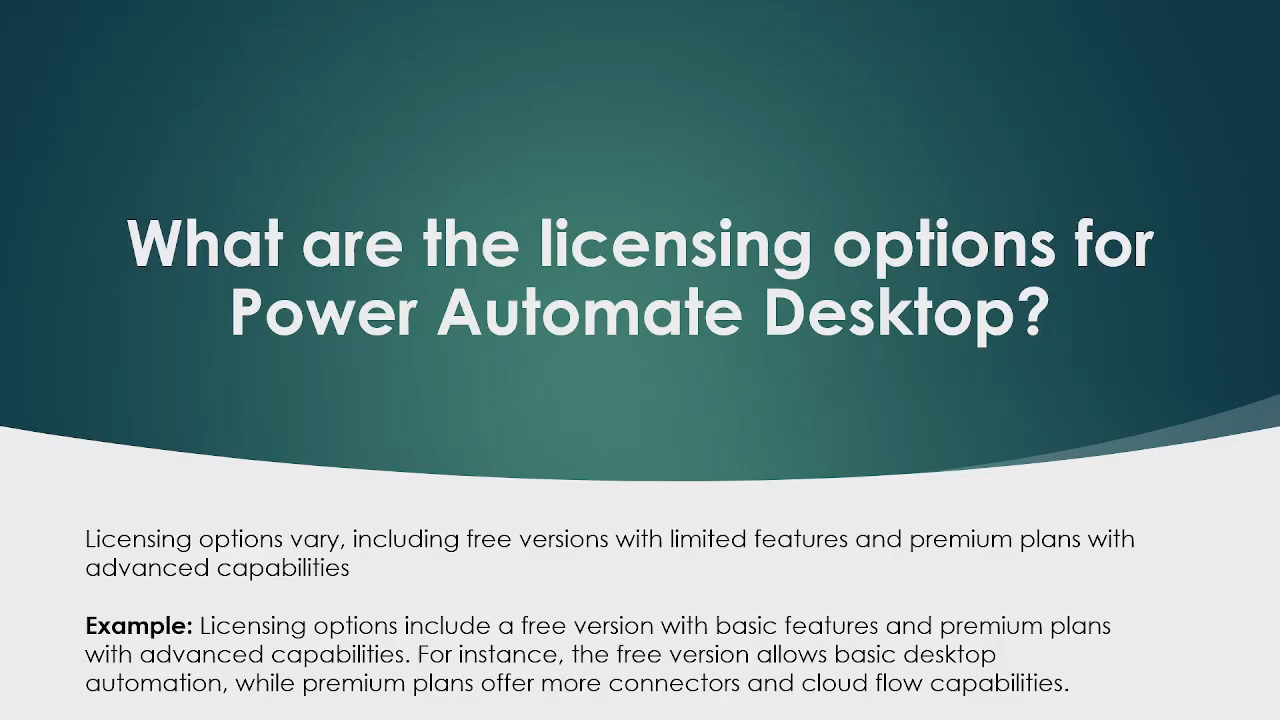 What are the licensing options for
Power Automate Desktop?
Licensing options vary, including free versions with limited features and premium plans with
advanced capabilities
Example: Licensing options include a free version with basic features and premium plans
with advanced capabilities. For instance, the free version allows basic desktop
automation, while premium plans offer more connectors and cloud flow capabilities.